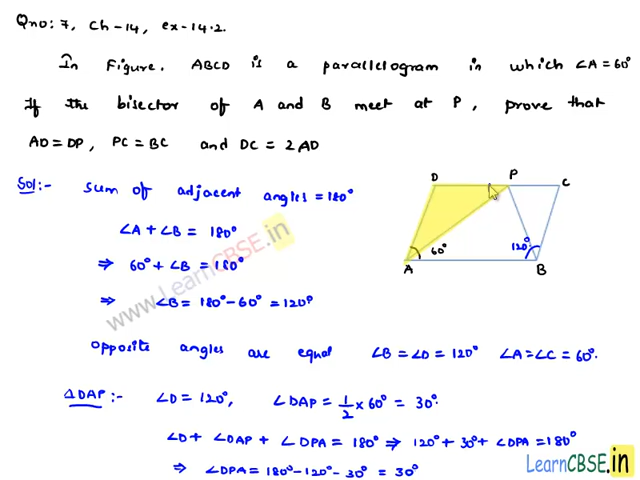 Qno: 7, Ch-14, ex-14.2.
In Figure. ABCD is a parallelogram in which ∠A=60°
If the bisector of A and B meet at P, prove that
AD=DP, PC=BC and DC=2AD
Sol:- Sum of adjacent angles=180°
∠A+∠B=180°
⇒ 60°+∠B=180°
⇒ ∠B=180°-60°=120°
D P C
60° 120°
A B
opposite angles are equal ∠B=∠D=120° ∠A=∠C=60°.
ΔDAP:- ∠D=120°, ∠DAP=1/2×60°=30°.
∠D+∠DAP+∠DPA=180° ⇒ 120°+30°+∠DPA=180°
⇒ ∠DPA=180°-120°-30°=30°
www.LearnCBSE.in
LearnCBSE.in